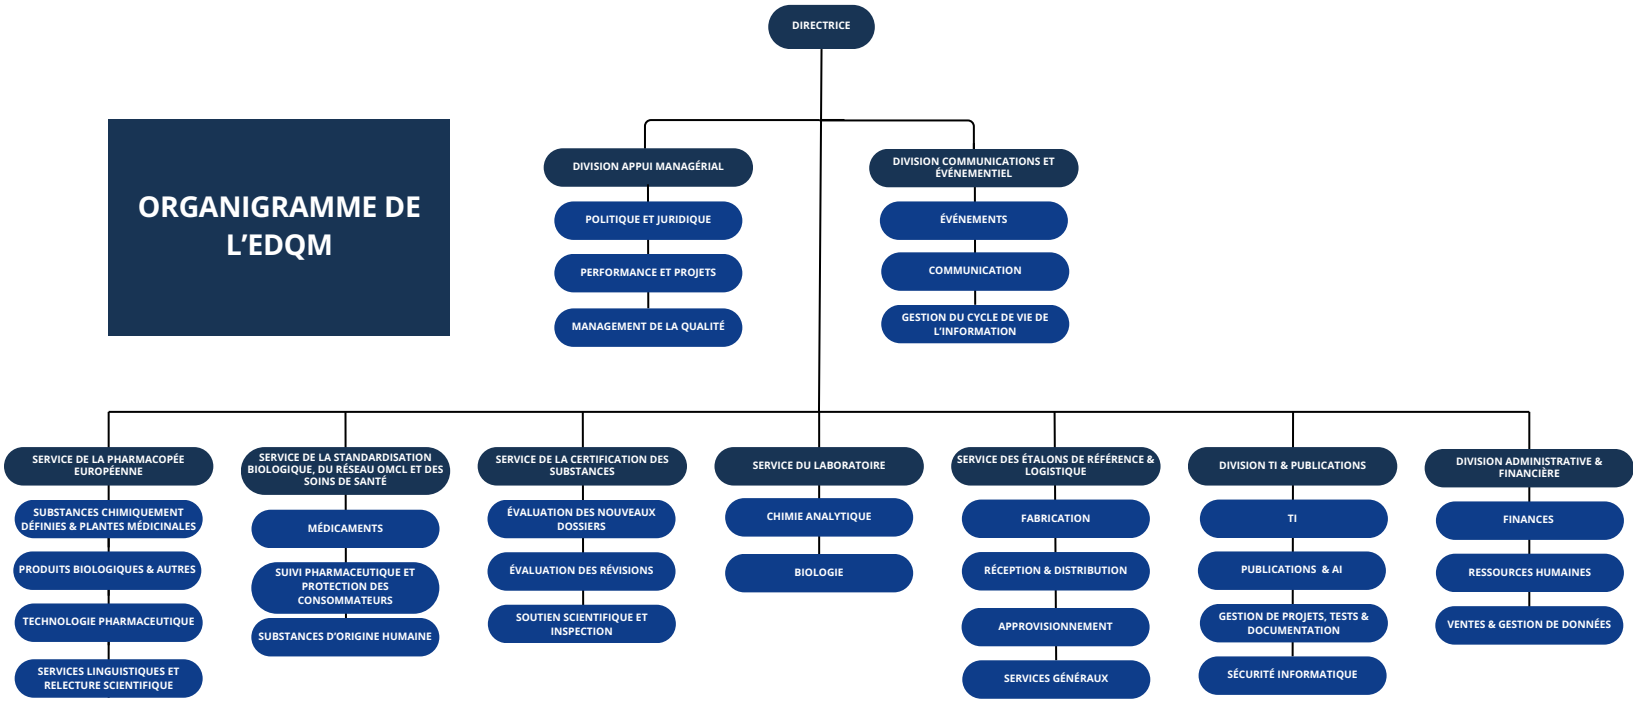 DIRECTRICE
ORGANIGRAMME DE
L’EDQM
DIVISION APPUI MANAGÉRIAL
POLITIQUE ET JURIDIQUE
PERFORMANCE ET PROJETS
MANAGEMENT DE LA QUALITÉ
DIVISION COMMUNICATIONS ET
ÉVÉNEMENTIEL
ÉVÉNEMENTS
COMMUNICATION
GESTION DU CYCLE DE VIE DE
L’INFORMATION
SERVICE DE LA PHARMACOPÉE
EUROPÉENNE
SUBSTANCES CHIMIQUEMENT
DÉFINIES & PLANTES MÉDICINALES
PRODUITS BIOLOGIQUES & AUTRES
TECHNOLOGIE PHARMACEUTIQUE
SERVICES LINGUISTIQUES ET
RELECTURE SCIENTIFIQUE
SERVICE DE LA STANDARDISATION
BIOLOGIQUE, DU RÉSEAU OMCL ET DES
SOINS DE SANTÉ
MÉDICAMENTS
SUIVI PHARMACEUTIQUE ET
PROTECTION DES
CONSOMMATEURS
SUBSTANCES D’ORIGINE HUMAINE
SERVICE DE LA CERTIFICATION DES
SUBSTANCES
ÉVALUATION DES NOUVEAUX
DOSSIERS
ÉVALUATION DES RÉVISIONS
SOUTIEN SCIENTIFIQUE ET
INSPECTION
SERVICE DU LABORATOIRE
CHIMIE ANALYTIQUE
BIOLOGIE
SERVICE DES ÉTALONS DE RÉFÉRENCE &
LOGISTIQUE
FABRICATION
RÉCEPTION & DISTRIBUTION
APPROVISIONNEMENT
SERVICES GÉNÉRAUX
DIVISION TI & PUBLICATIONS
TI
PUBLICATIONS & AI
GESTION DE PROJETS, TESTS &
DOCUMENTATION
SÉCURITÉ INFORMATIQUE
DIVISION ADMINISTRATIVE &
FINANCIÈRE
FINANCES
RESSOURCES HUMAINES
VENTES & GESTION DE DONNÉES